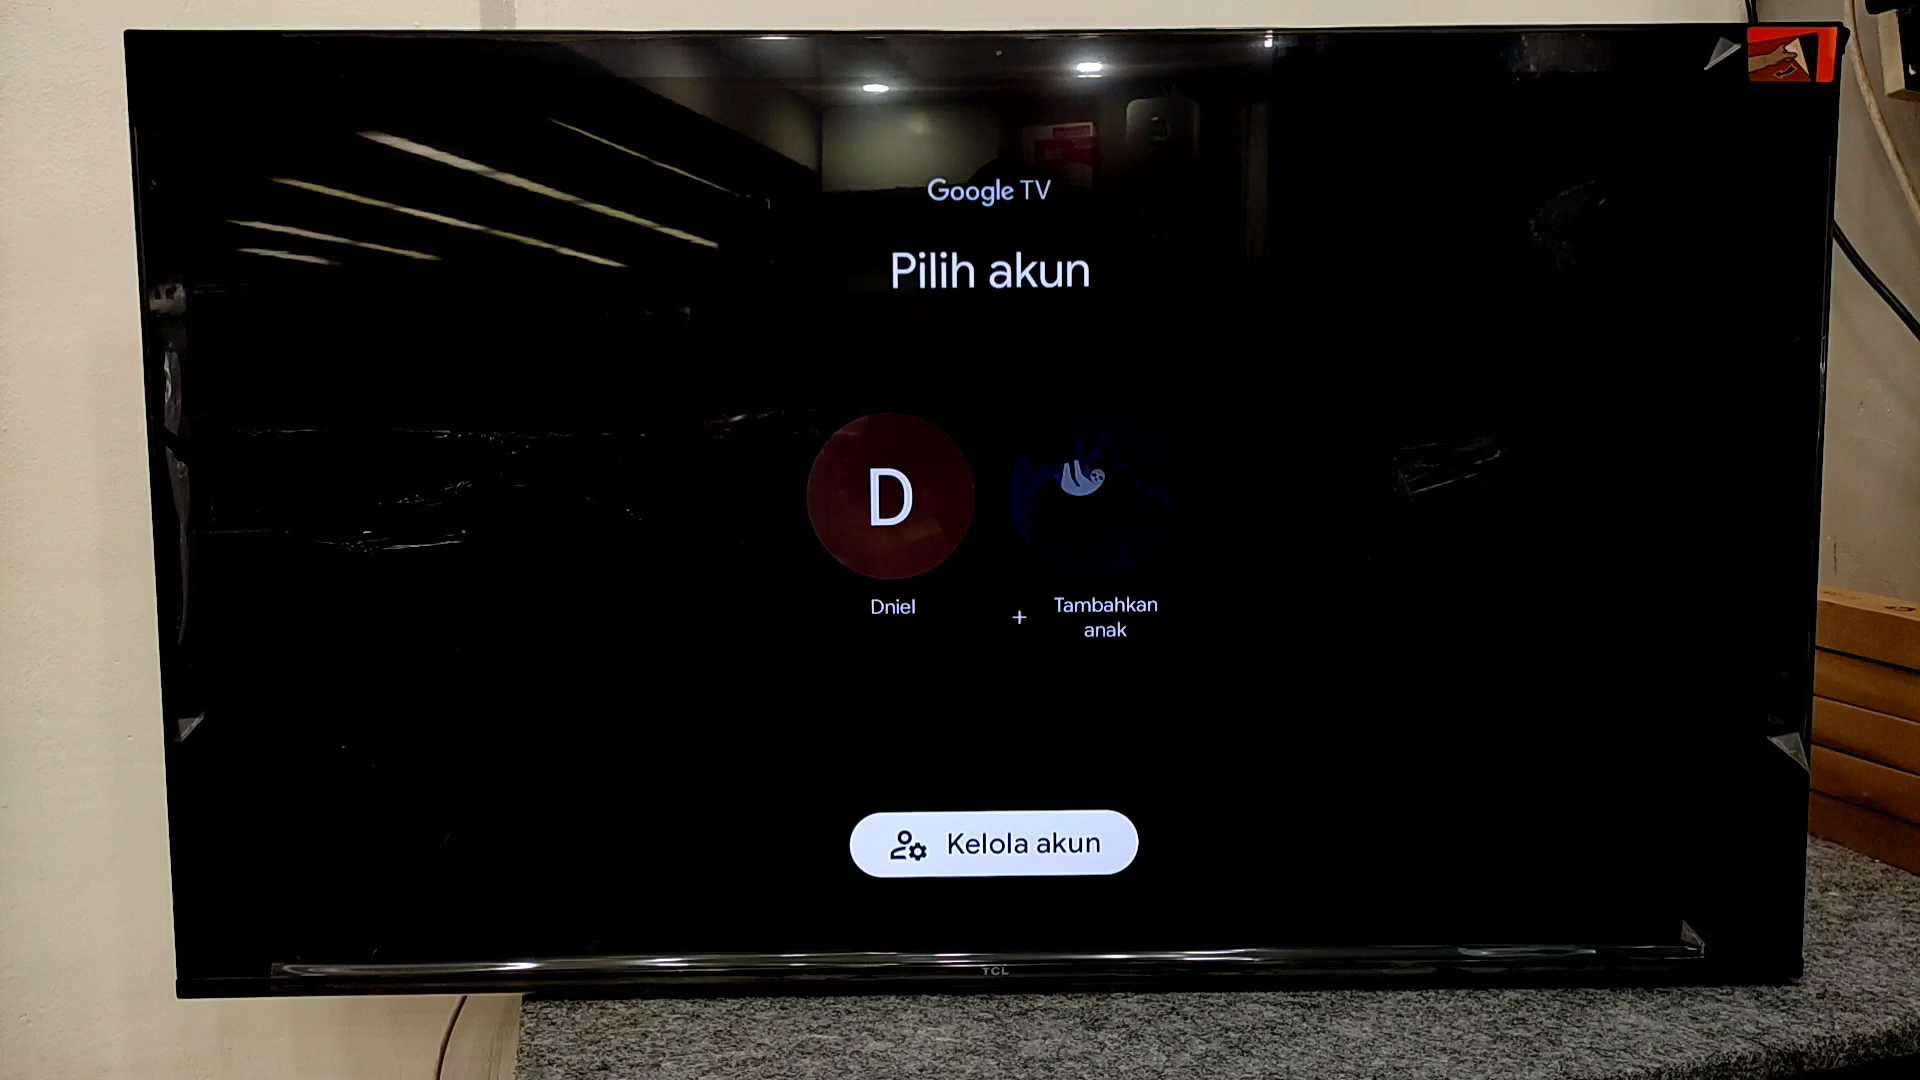 Google TV
Pilih akun
D
Dniel
+ Tambahkan
anak
Kelola akun
TCL